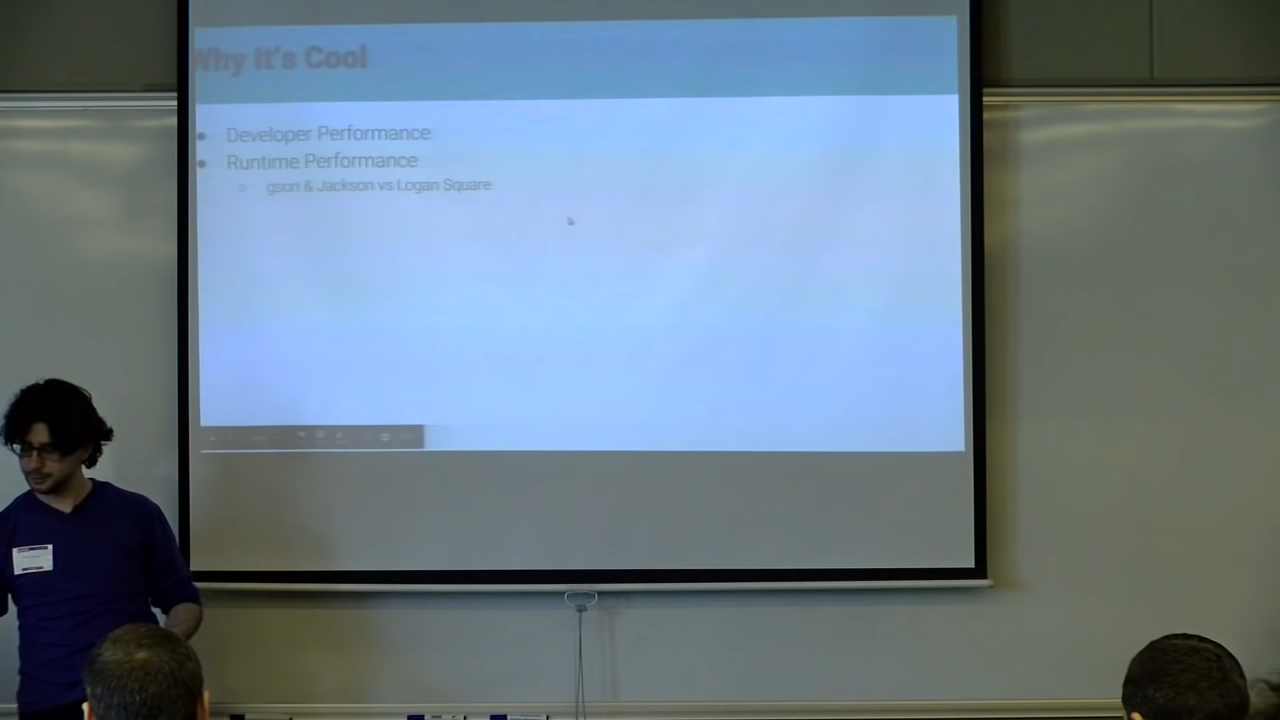 Why It's Cool
Developer Performance
Runtime Performance
gson & Jackson vs Logan Square